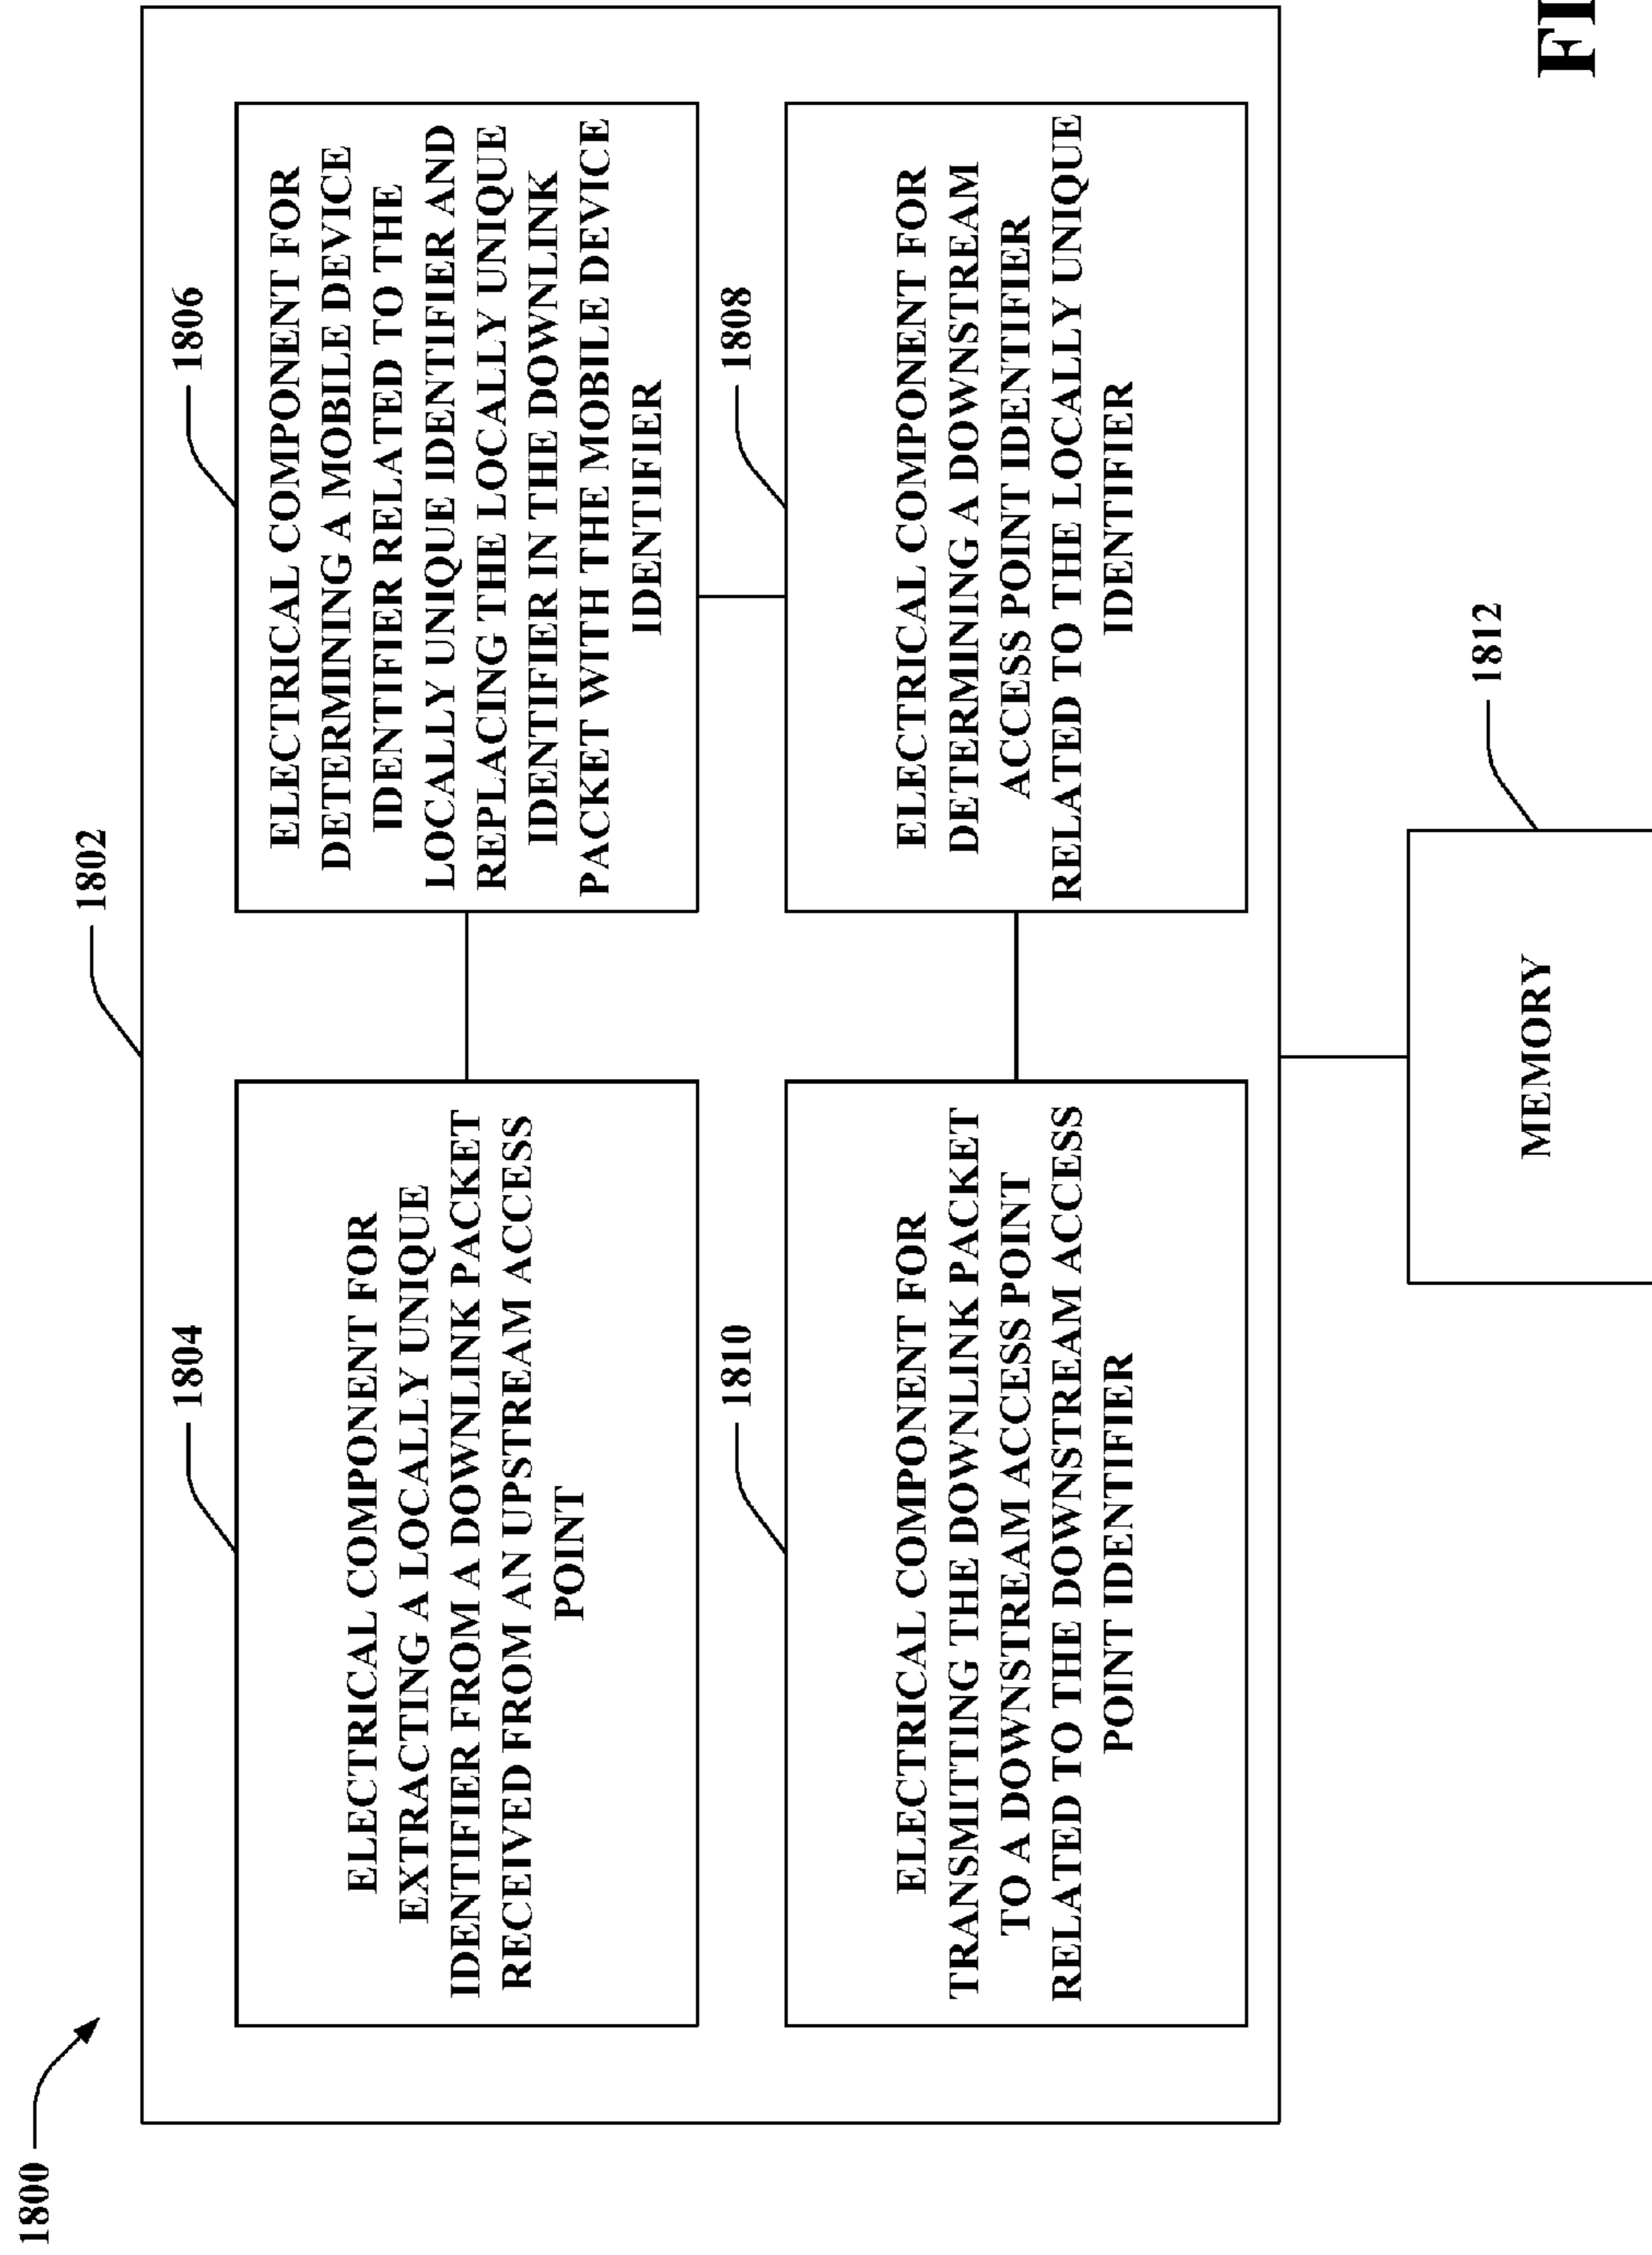 1800
1802
1804
ELECTRICAL COMPONENT FOR
EXTRACTING A LOCALLY UNIQUE
IDENTIFIER FROM A DOWNLINK PACKET
RECEIVED FROM AN UPSTREAM ACCESS
POINT
1806
ELECTRICAL COMPONENT FOR
DETERMINING A MOBILE DEVICE
IDENTIFIER RELATED TO THE
LOCALLY UNIQUE IDENTIFIER AND
REPLACING THE LOCALLY UNIQUE
IDENTIFIER IN THE DOWNLINK
PACKET WITH THE MOBILE DEVICE
IDENTIFIER
1810
ELECTRICAL COMPONENT FOR
TRANSMITTING THE DOWNLINK PACKET
TO A DOWNSTREAM ACCESS POINT
RELATED TO THE DOWNSTREAM ACCESS
POINT IDENTIFIER
1808
ELECTRICAL COMPONENT FOR
DETERMINING A DOWNSTREAM
ACCESS POINT IDENTIFIER
RELATED TO THE LOCALLY UNIQUE
IDENTIFIER
1812
MEMORY
FI